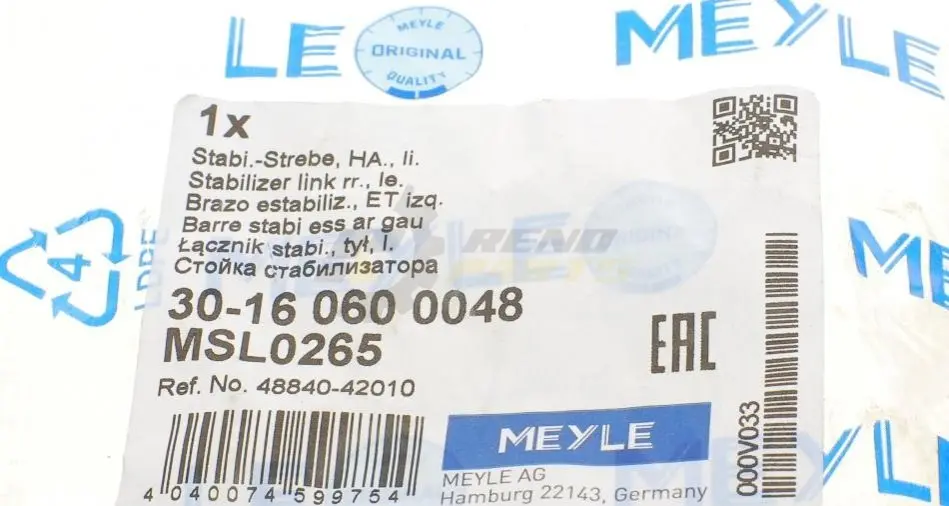 LE
MEYLE
ORIGINAL
QUALITY
MEYLE
1x
Stabi.-Strebe, HA., li.
Stabilizer link rr., le.
Brazo estabiliz., ET izq.
Barre stabi ess ar gau
Łącznik stabi., tył, l.
Стойка стабилизатора
RENO
4
LDPE
MEYLE
30-16 060 0048
MSL0265
Ref. No. 48840-42010
EAC
000V033
MEYLE
MEYLE AG
Hamburg 22143, Germany
4 040074 599754